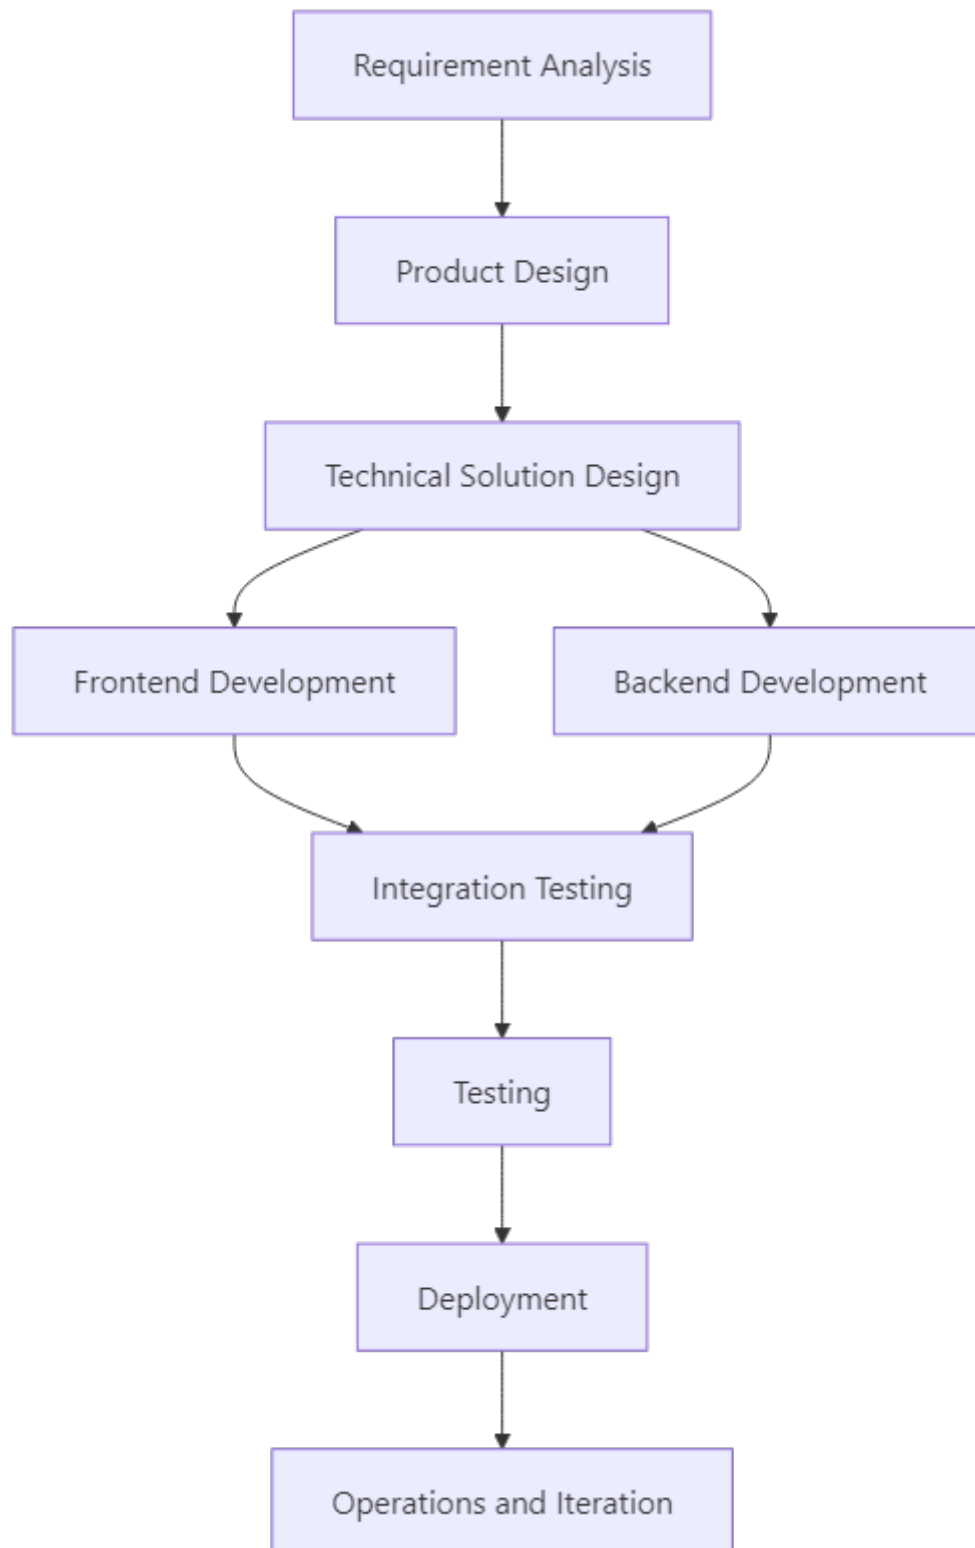 Requirement Analysis
Product Design
Technical Solution Design
Frontend Development
Backend Development
Integration Testing
Testing
Deployment
Operations and Iteration